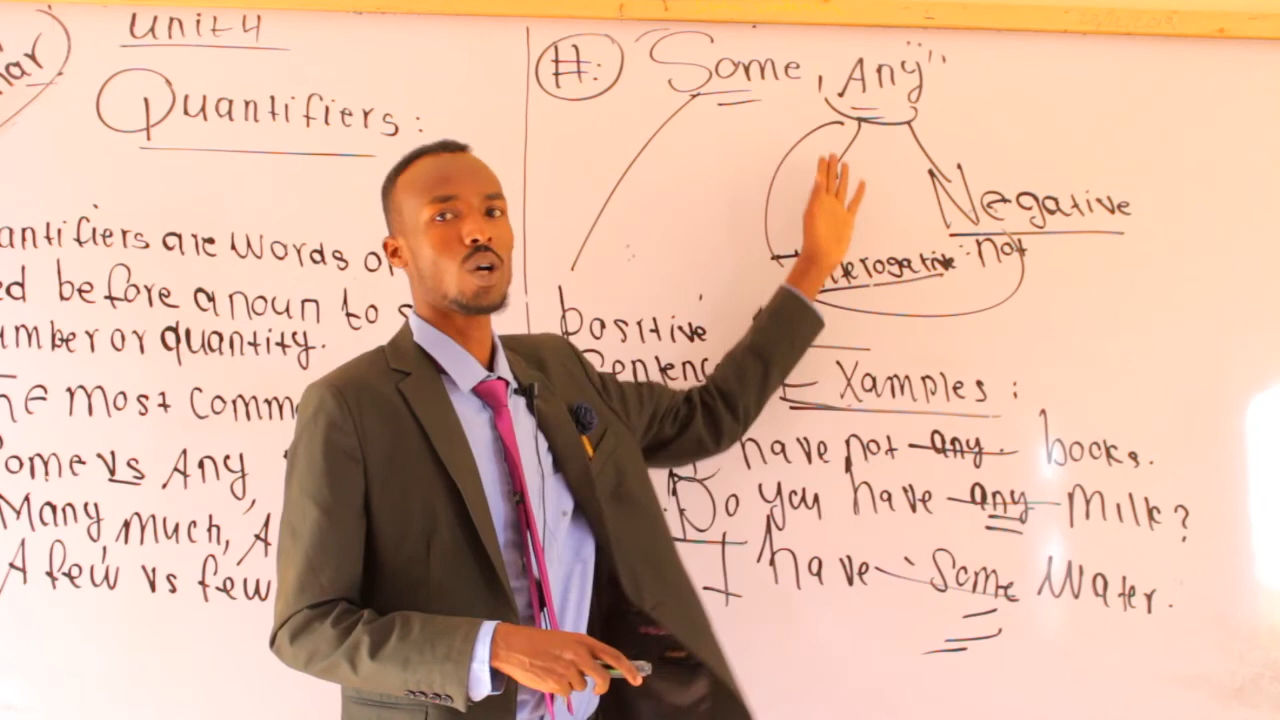 Unit 4
Quantifiers:
antifiers are words
ed before a noun to
umber or quantity.
he most comm
ome vs Any
Many much, A
A few vs few
#: "Some, Any"
Negative
terogative: not
positive
Sentenc
Examples:
I have not any books.
Do you have any Milk?
I have Some Water.